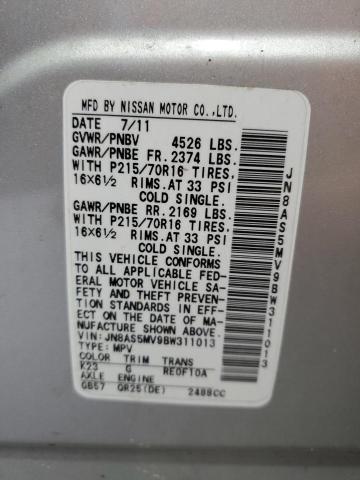 MFD BY NISSAN MOTOR CO.,LTD.
DATE 7/11
GVWR/PNBV 4526 LBS.
GAWR/PNBE FR. 2374 LBS.
WITH P215/70R16 TIRES,
16X6½ RIMS.AT 33 PSI
COLD SINGLE.
GAWR/PNBE RR. 2169 LBS.
WITH P215/70R16 TIRES,
16X6½ RIMS.AT 33 PSI
COLD SINGLE.
THIS VEHICLE CONFORMS
TO ALL APPLICABLE FED-
ERAL MOTOR VEHICLE SAFE-
SAFETY AND THEFT PREVEN-
TION STANDARDS IN EFF-
ECT ON THE DATE OF MA-
NUFACTURE SHOWN ABOVE
VIN: JN8AS5MV9BW311013
TYPE: MPV
COLOR TRIM TRANS
K23 G RE0F10A
AXLE ENGINE
GB57 QR25(DE) 2488CC
JN8AS5MV9BW311013